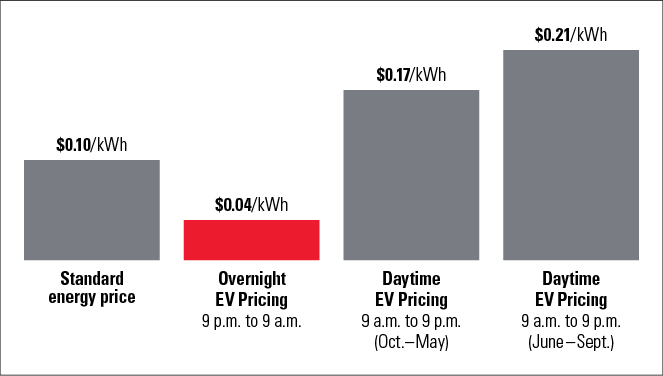 $0.21/kWh
$0.17/kWh
$0.10/kWh
$0.04/kWh
Standard
energy price
Overnight
EV Pricing
9 p.m. to 9 a.m.
Daytime
EV Pricing
9 a.m. to 9 p.m.
(Oct.–May)
Daytime
EV Pricing
9 a.m. to 9 p.m.
(June–Sept.)